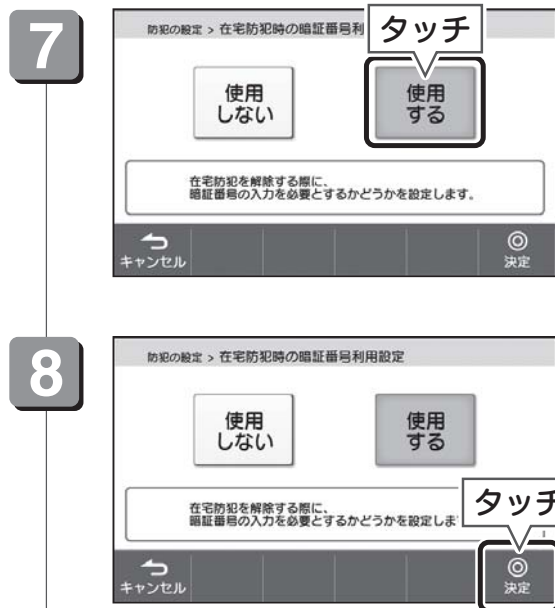 7
防犯の設定 > 在宅防犯時の暗証番号利
タッチ
使用
しない
使用
する
在宅防犯を解除する際に、
暗証番号の入力を必要とするかどうかを設定します。
キャンセル
決定
8
防犯の設定 > 在宅防犯時の暗証番号利用設定
使用
しない
使用
する
在宅防犯を解除する際に、
暗証番号の入力を必要とするかどうかを設定しま
タッチ
キャンセル
決定